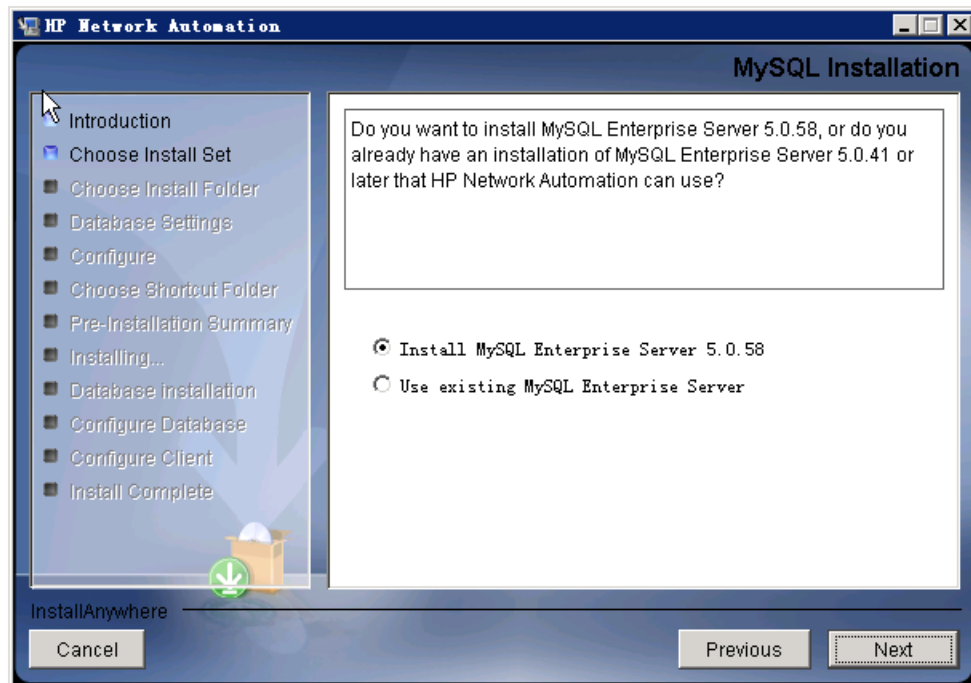 HP Network Automation
MySQL Installation
Introduction
Choose Install Set
Choose Install Folder
Database Settings
Configure
Choose Shortcut Folder
Pre-Installation Summary
Installing...
Database installation
Configure Database
Configure Client
Install Complete
Do you want to install MySQL Enterprise Server 5.0.58, or do you
already have an installation of MySQL Enterprise Server 5.0.41 or
later that HP Network Automation can use?
Install MySQL Enterprise Server 5.0.58
Use existing MySQL Enterprise Server
InstallAnywhere
Cancel
Previous
Next